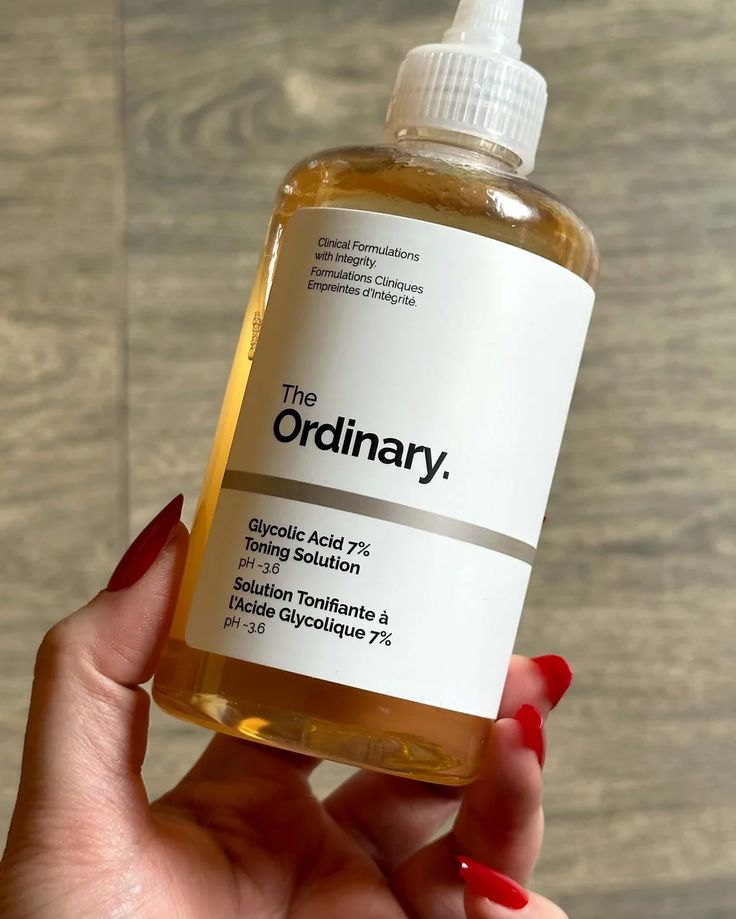 Clinical Formulations
with Integrity.
Formulations Cliniques
Empreintes d'Intégrité.
The
Ordinary.
Glycolic Acid 7%
Toning Solution
pH ~3.6
Solution Tonifiante à
l'Acide Glycolique 7%
pH ~3.6